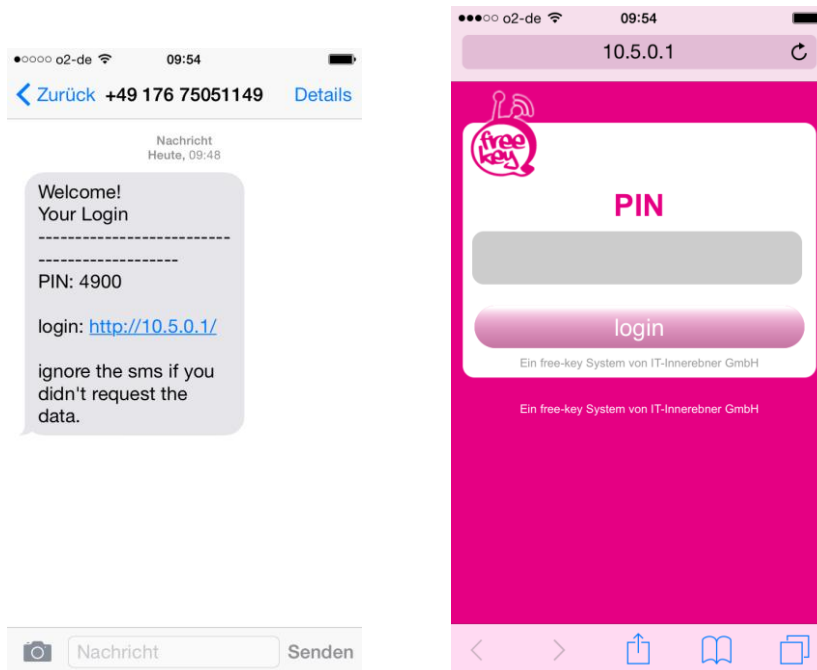 o2-de 09:54
Zurück +49 176 75051149 Details
Nachricht
Heute, 09:48
Welcome!
Your Login
--------------------------
-------------------
PIN: 4900
login: http://10.5.0.1/
ignore the sms if you
didn't request the
data.
Nachricht Senden
o2-de 09:54
10.5.0.1
free
key
PIN
login
Ein free-key System von IT-Innerebner GmbH
Ein free-key System von IT-Innerebner GmbH